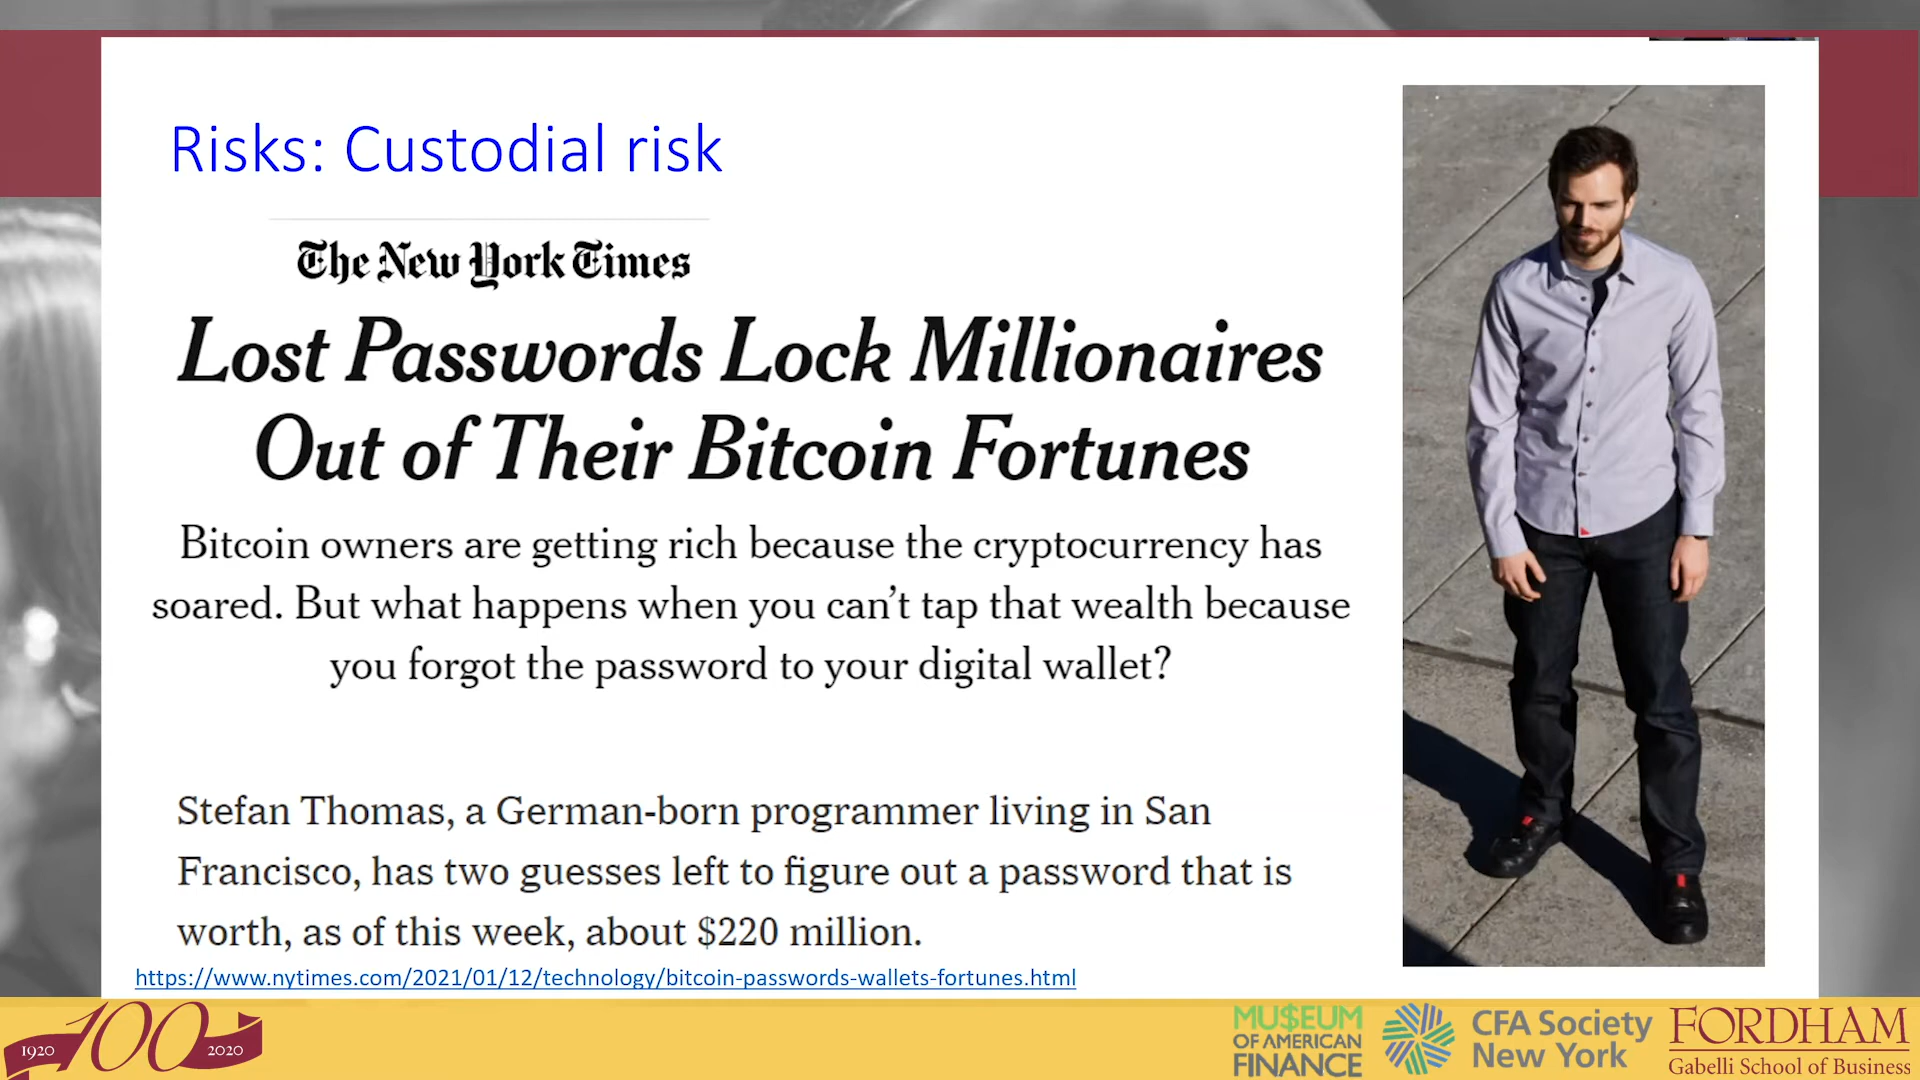 Risks: Custodial risk
The New York Times
Lost Passwords Lock Millionaires
Out of Their Bitcoin Fortunes
Bitcoin owners are getting rich because the cryptocurrency has
soared. But what happens when you can’t tap that wealth because
you forgot the password to your digital wallet?
Stefan Thomas, a German-born programmer living in San
Francisco, has two guesses left to figure out a password that is
worth, as of this week, about $220 million.
https://www.nytimes.com/2021/01/12/technology/bitcoin-passwords-wallets-fortunes.html
1920 100 2020
MU$EUM
OF AMERICAN
FINANCE
CFA Society
New York
FORDHAM
Gabelli School of Business